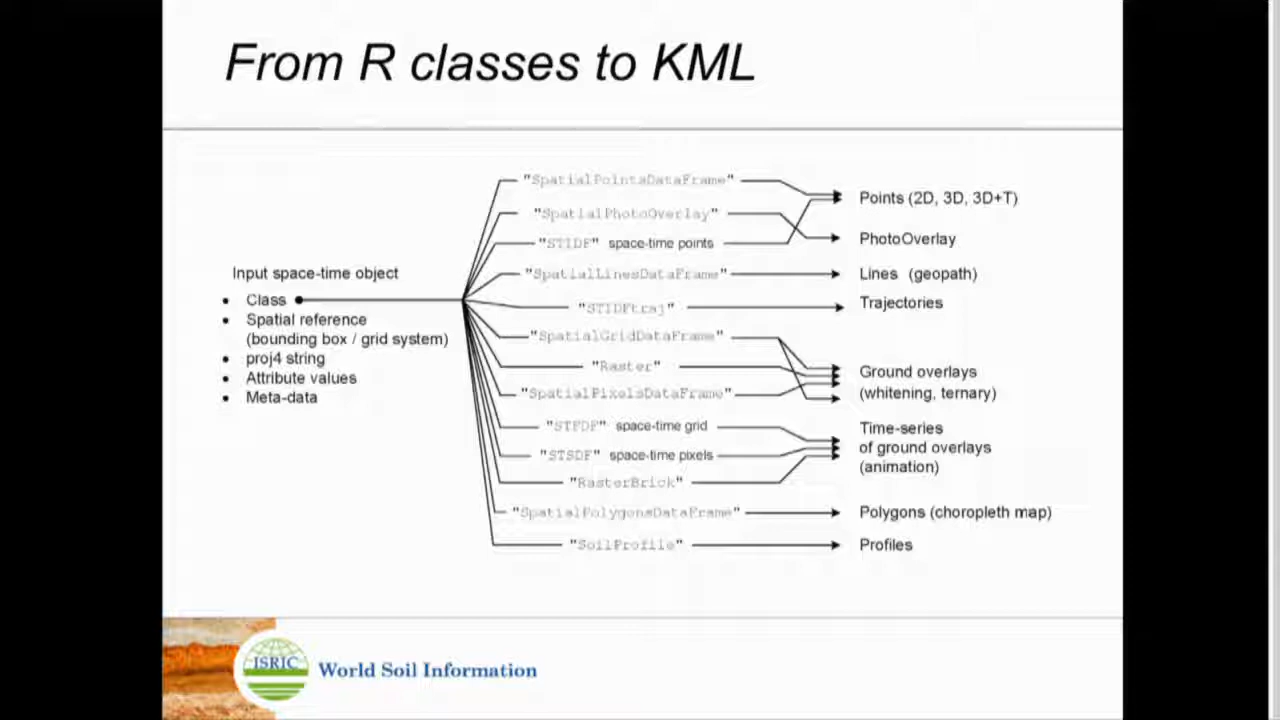 From R classes to KML
Input space-time object
• Class
• Spatial reference
(bounding box / grid system)
• proj4 string
• Attribute values
• Meta-data
"SpatialPointsDataFrame"
"SpatialPhotoOverlay"
"STIDF" space-time points
"SpatialLinesDataFrame"
"STIDFtraj"
"SpatialGridDataFrame"
"Raster"
"SpatialPixelsDataFrame"
"STFDF" space-time grid
"STSDF" space-time pixels
"RasterBrick"
"SpatialPolygonsDataFrame"
"SoilProfile"
Points (2D, 3D, 3D+T)
PhotoOverlay
Lines (geopath)
Trajectories
Ground overlays
(whitening, ternary)
Time-series
of ground overlays
(animation)
Polygons (choropleth map)
Profiles
ISRIC
World Soil Information